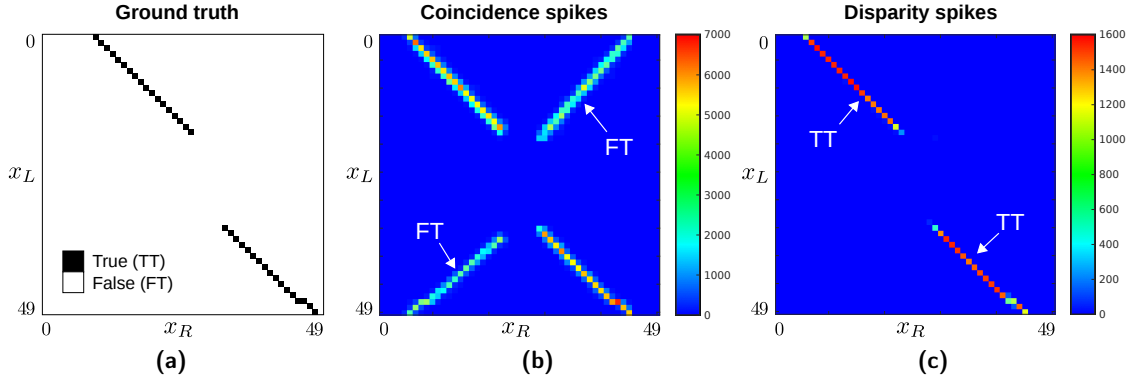 Ground truth
0
x_L
49
True (TT)
False (FT)
0
x_R
49
(a)
Coincidence spikes
0
x_L
49
FT
FT
0
x_R
49
7000
6000
5000
4000
3000
2000
1000
0
(b)
Disparity spikes
0
x_L
49
TT
TT
0
x_R
49
1600
1400
1200
1000
800
600
400
200
0
(c)